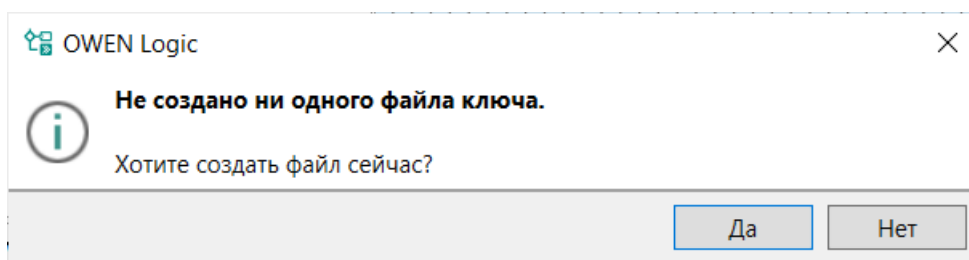 OWEN Logic
Не создано ни одного файла ключа.
Хотите создать файл сейчас?
Да Нет